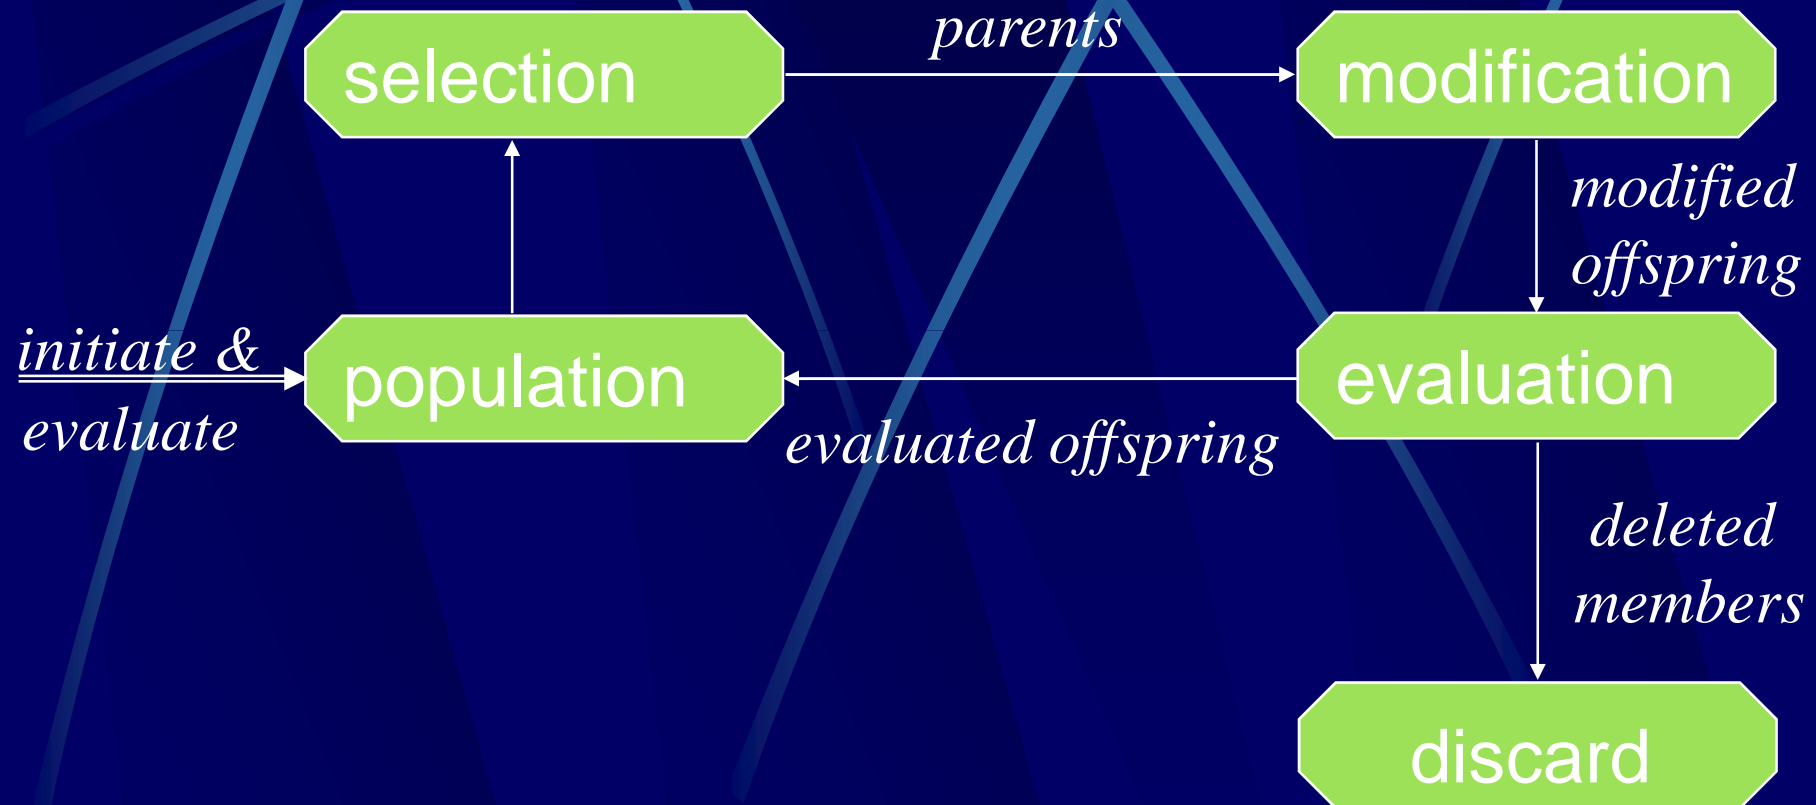 parents
selection
modification
modified
offspring
initiate &
evaluate
population
evaluation
evaluated offspring
deleted
members
discard